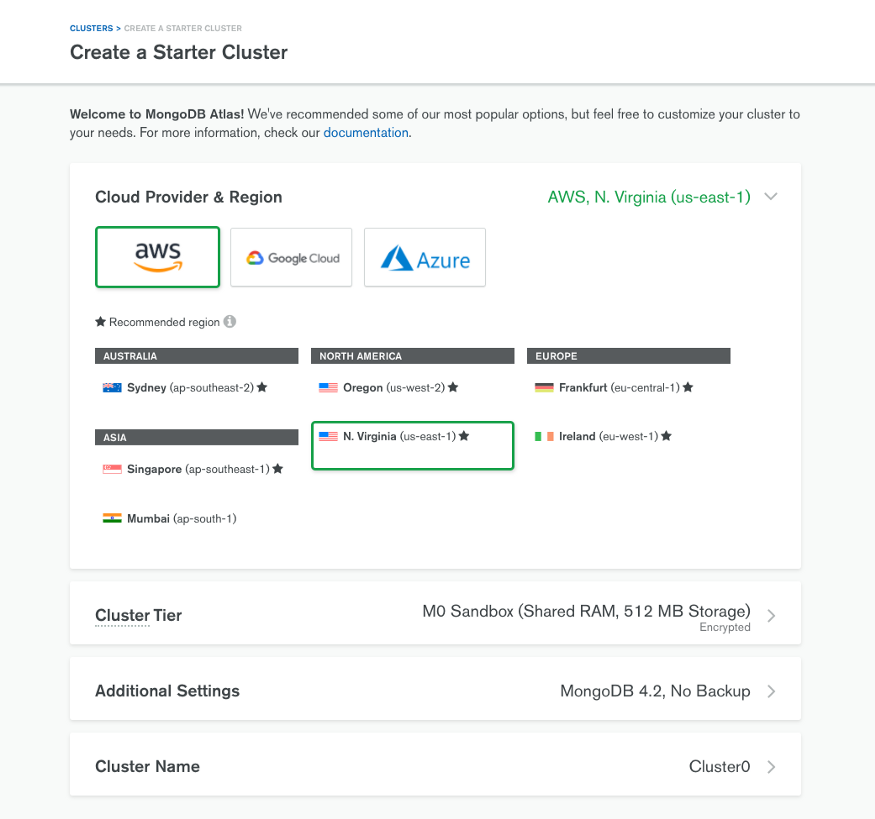 CLUSTERS > CREATE A STARTER CLUSTER
Create a Starter Cluster
Welcome to MongoDB Atlas! We've recommended some of our most popular options, but feel free to customize your cluster to
your needs. For more information, check our documentation.
Cloud Provider & Region
AWS, N. Virginia (us-east-1)
aws
Google Cloud
Azure
★ Recommended region
AUSTRALIA
Sydney (ap-southeast-2) ★
ASIA
Singapore (ap-southeast-1) ★
Mumbai (ap-south-1)
NORTH AMERICA
Oregon (us-west-2) ★
N. Virginia (us-east-1) ★
EUROPE
Frankfurt (eu-central-1) ★
Ireland (eu-west-1) ★
Cluster Tier
M0 Sandbox (Shared RAM, 512 MB Storage)
Encrypted
Additional Settings
MongoDB 4.2, No Backup
Cluster Name
Cluster0